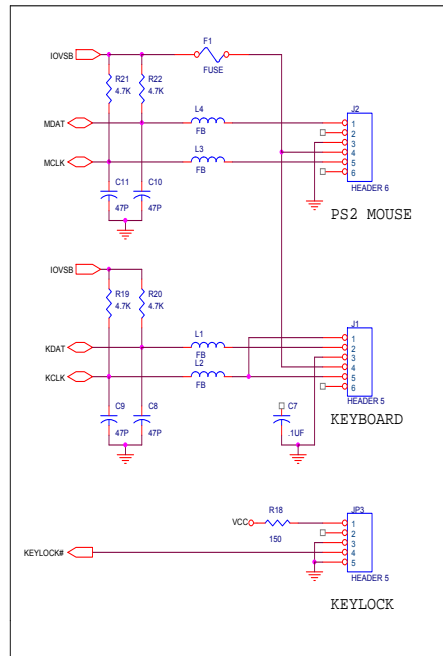 IOVSB
F1
FUSE
R21
4.7K
R22
4.7K
J2
L4
FB
MDAT
1
2
3
4
5
6
L3
FB
MCLK
C11
47P
C10
47P
HEADER 6
PS2 MOUSE
IOVSB
R19
4.7K
R20
4.7K
J1
L1
FB
KDAT
1
2
3
4
5
6
L2
FB
KCLK
C9
47P
C8
47P
C7
.1UF
HEADER 5
KEYBOARD
JP3
R18
VCC
150
1
2
3
4
5
KEYLOCK#
HEADER 5
KEYLOCK